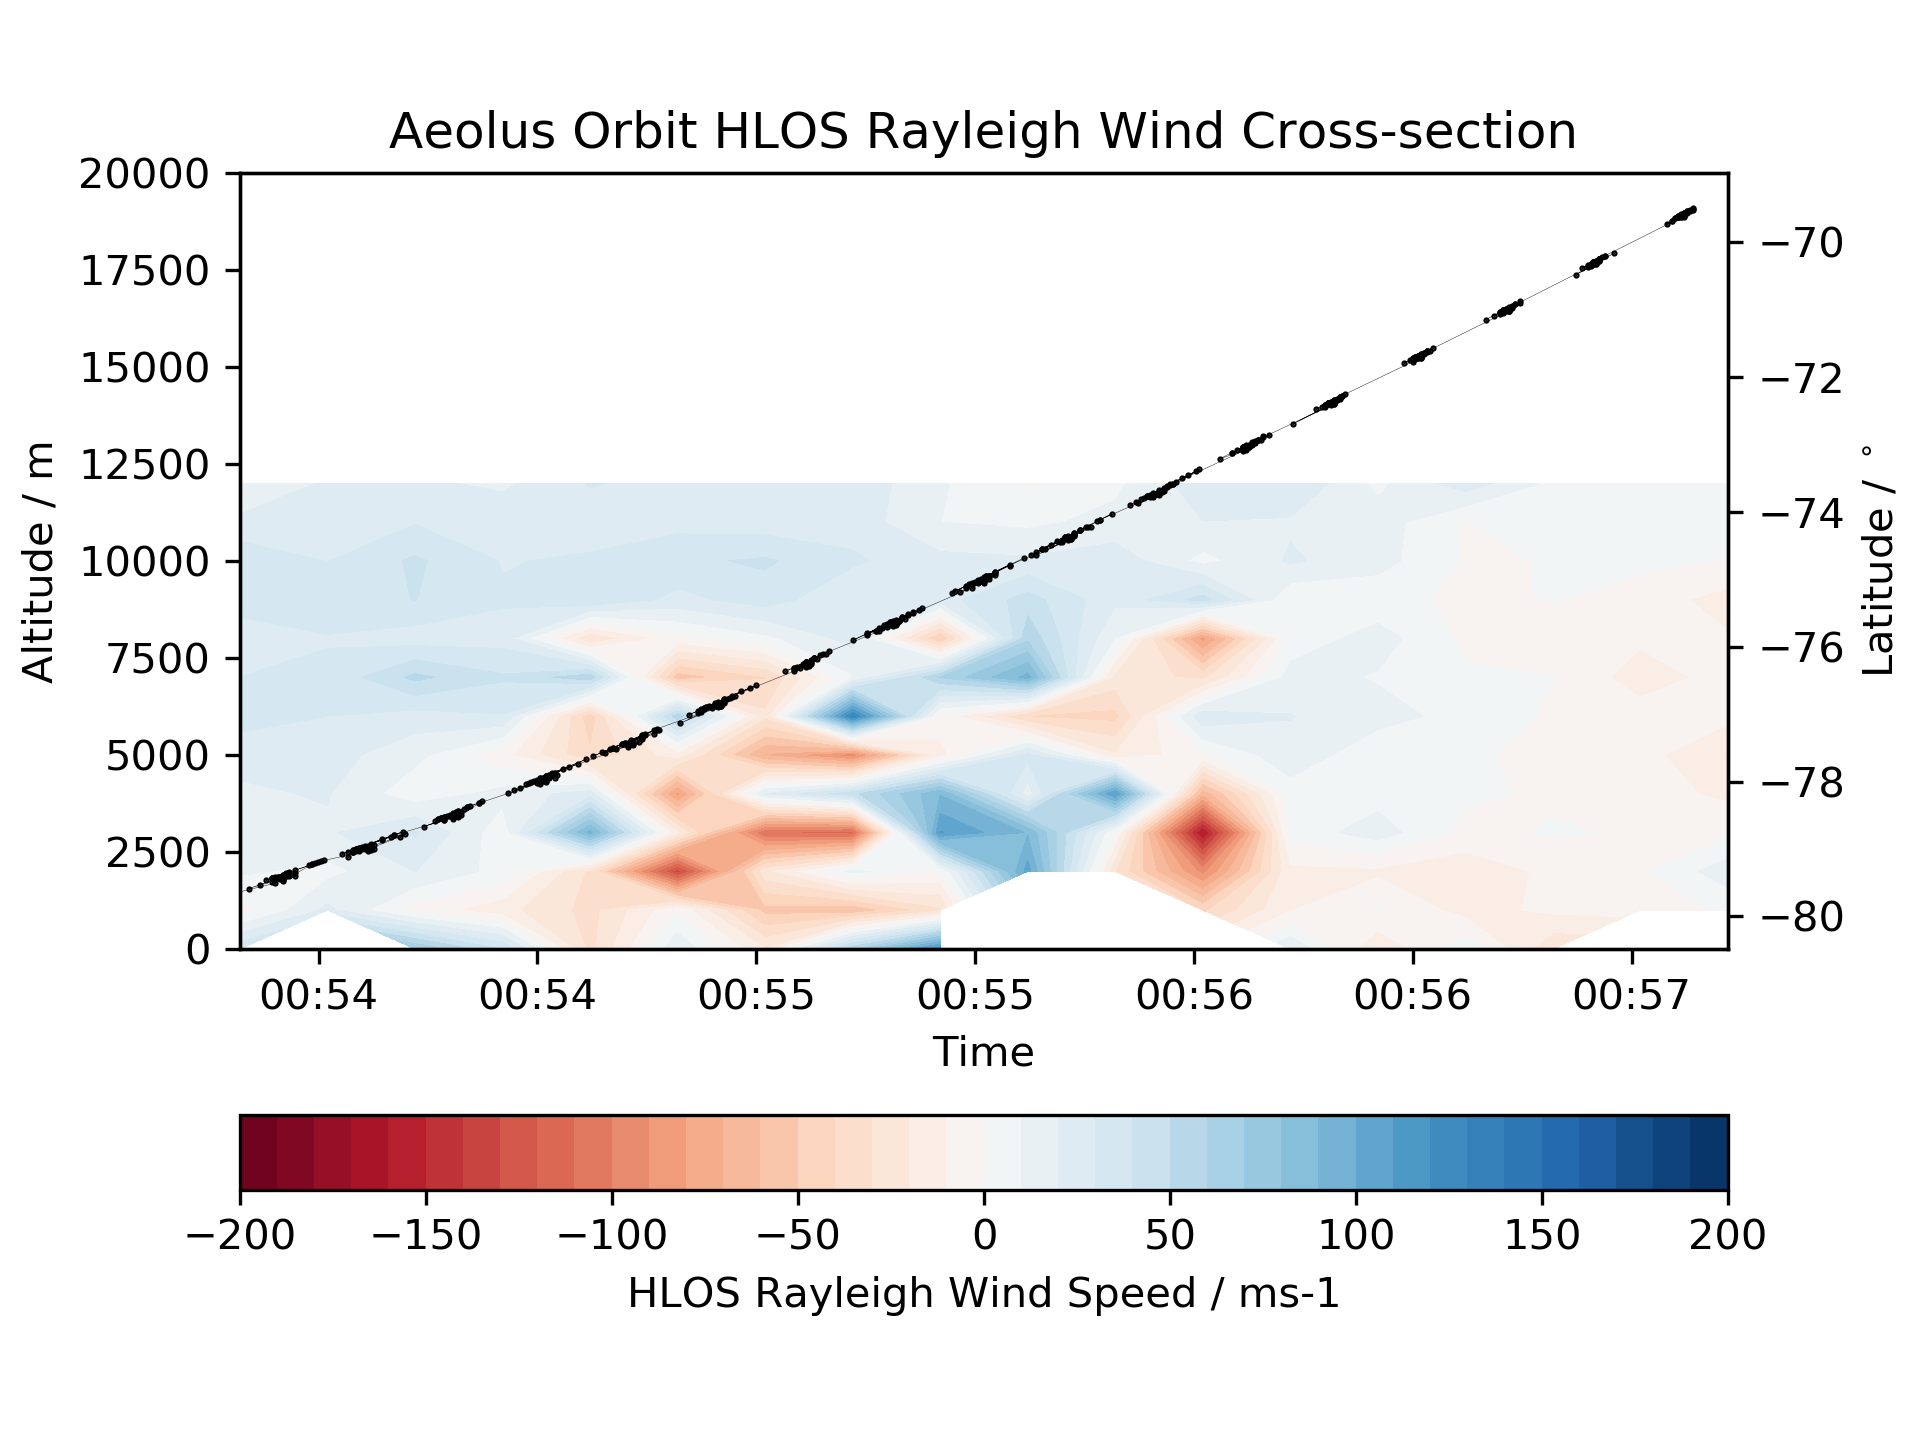 Aeolus Orbit HLOS Rayleigh Wind Cross-section
20000
17500
15000
12500
10000
7500
5000
2500
0
Altitude / m
−70
−72
−74
−76
−78
−80
Latitude / °
00:54 00:54 00:55 00:55 00:56 00:56 00:57
Time
−200 −150 −100 −50 0 50 100 150 200
HLOS Rayleigh Wind Speed / ms-1